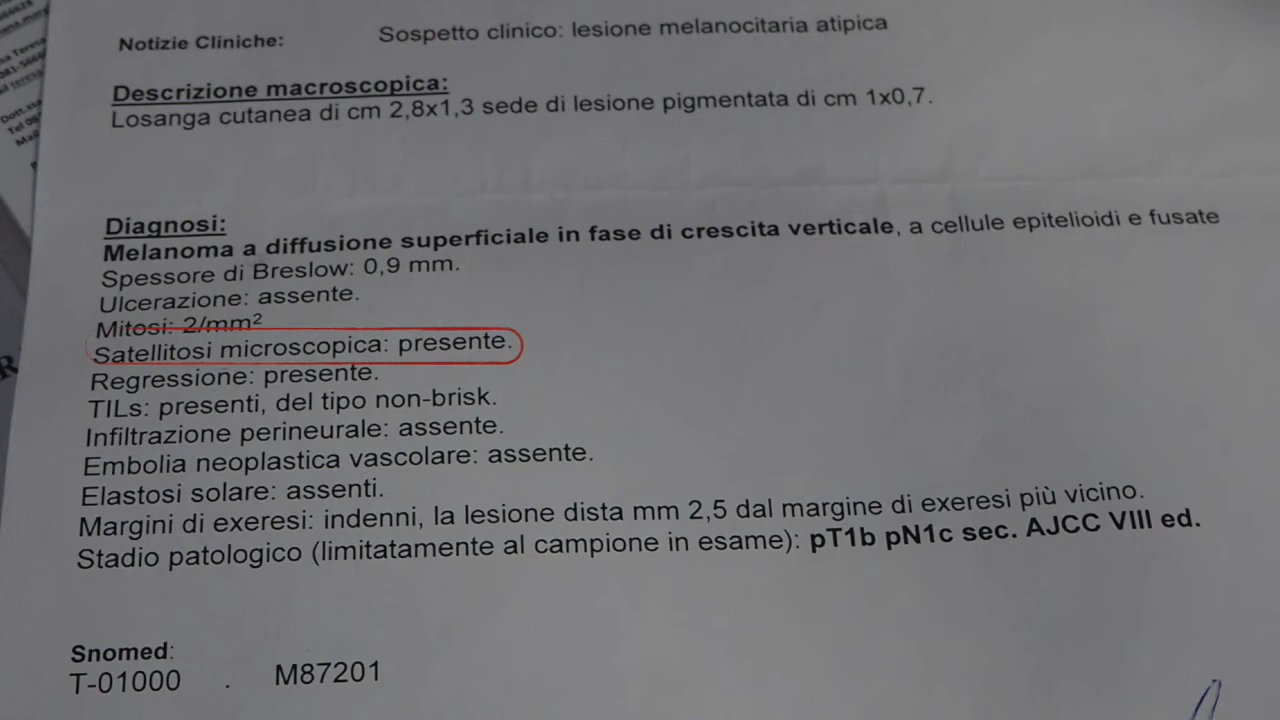 Notizie Cliniche: Sospetto clinico: lesione melanocitaria atipica
Descrizione macroscopica:
Losanga cutanea di cm 2,8x1,3 sede di lesione pigmentata di cm 1x0,7.
Diagnosi:
Melanoma a diffusione superficiale in fase di crescita verticale, a cellule epitelioidi e fusate
Spessore di Breslow: 0,9 mm.
Ulcerazione: assente.
Mitosi: 2/mm²
Satellitosi microscopica: presente.
Regressione: presente.
TILs: presenti, del tipo non-brisk.
Infiltrazione perineurale: assente.
Embolia neoplastica vascolare: assente.
Elastosi solare: assenti.
Margini di exeresi: indenni, la lesione dista mm 2,5 dal margine di exeresi più vicino.
Stadio patologico (limitatamente al campione in esame): pT1b pN1c sec. AJCC VIII ed.
Snomed:
T-01000 . M87201